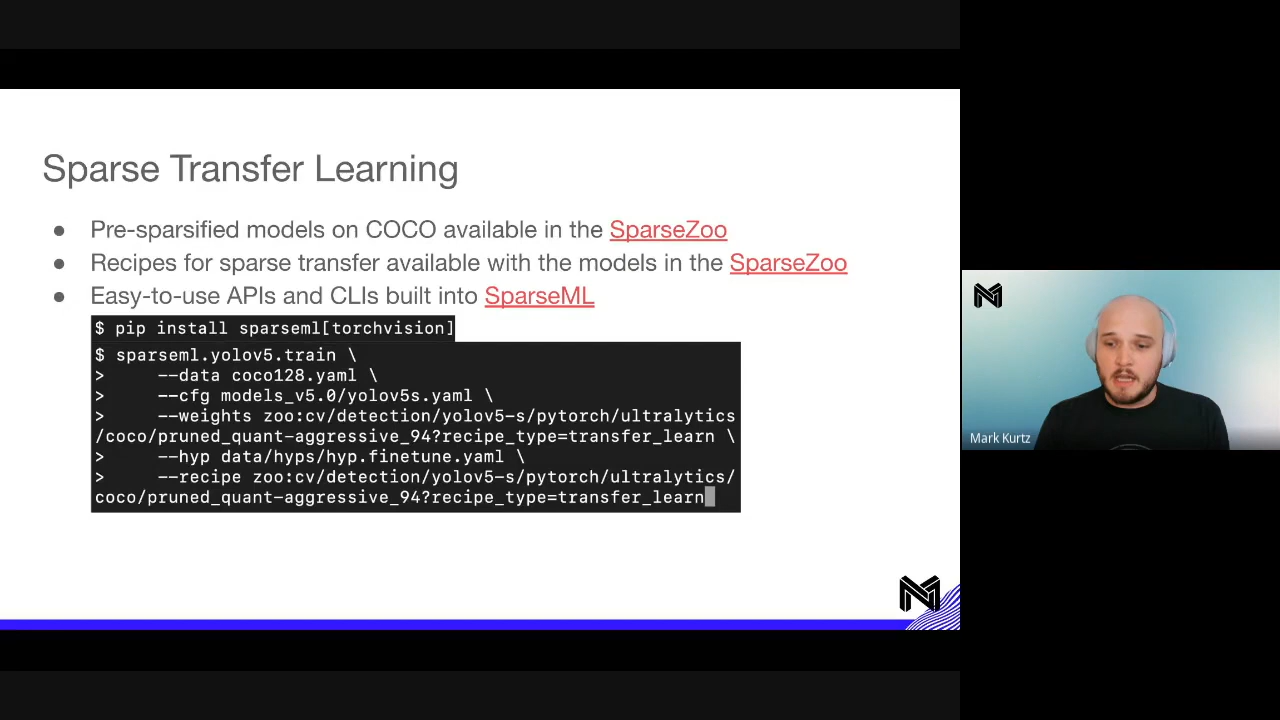 Sparse Transfer Learning
● Pre-sparsified models on COCO available in the SparseZoo
● Recipes for sparse transfer available with the models in the SparseZoo
● Easy-to-use APIs and CLIs built into SparseML
$ pip install sparseml[torchvision]
$ sparseml.yolov5.train \
> --data coco128.yaml \
> --cfg models_v5.0/yolov5s.yaml \
> --weights zoo:cv/detection/yolov5-s/pytorch/ultralytics
/coco/pruned_quant-aggressive_94?recipe_type=transfer_learn \
> --hyp data/hyps/hyp.finetune.yaml \
> --recipe zoo:cv/detection/yolov5-s/pytorch/ultralytics/
coco/pruned_quant-aggressive_94?recipe_type=transfer_learn
Mark Kurtz